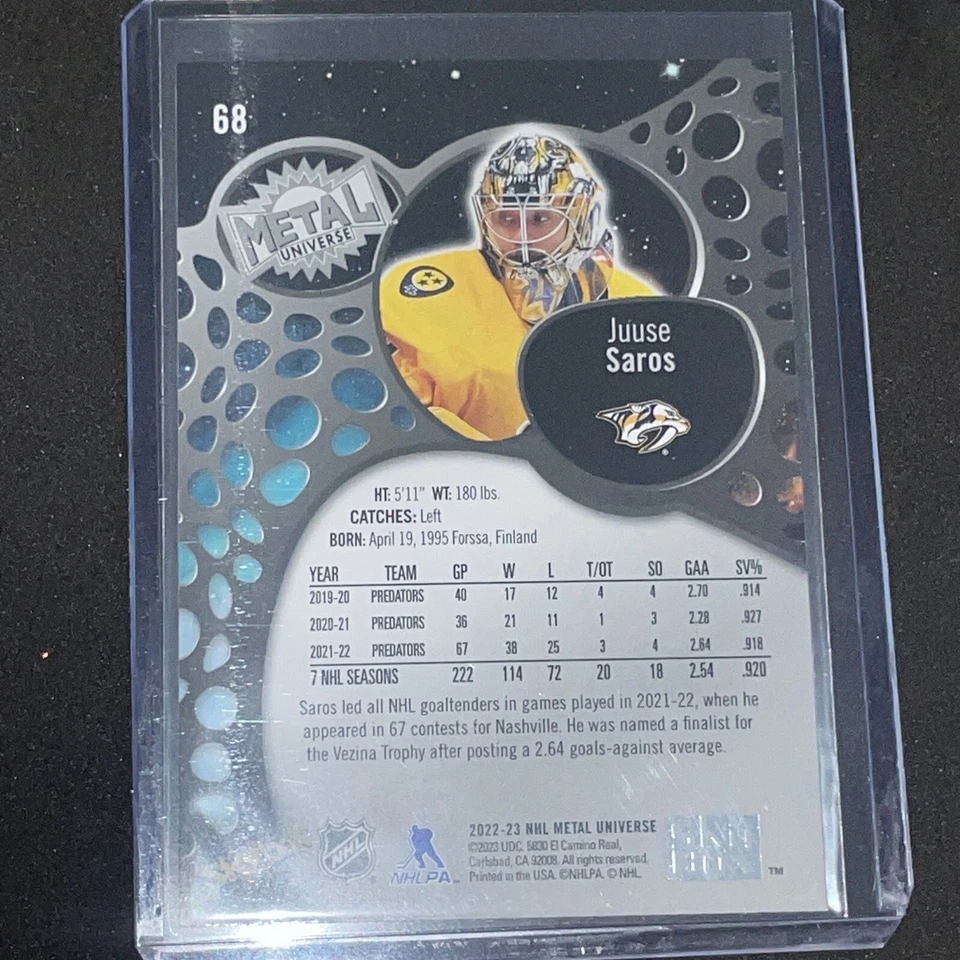 68
METAL
UNIVERSE
Juuse
Saros
HT: 5'11" WT: 180 lbs.
CATCHES: Left
BORN: April 19, 1995 Forssa, Finland
YEAR TEAM GP W L T/OT SO GAA SV%
2019-20 PREDATORS 40 17 12 4 4 2.70 .914
2020-21 PREDATORS 36 21 11 1 3 2.28 .927
2021-22 PREDATORS 67 38 25 3 4 2.64 .918
7 NHL SEASONS 222 114 72 20 18 2.54 .920
Saros led all NHL goaltenders in games played in 2021-22, when he
appeared in 67 contests for Nashville. He was named a finalist for
the Vezina Trophy after posting a 2.64 goals-against average.
NHL
NHLPA™
2022-23 NHL METAL UNIVERSE
©2023 UDC. 5830 El Camino Real,
Carlsbad, CA 92008. All rights reserved.
Printed in the USA. ©NHLPA. © NHL.
TM